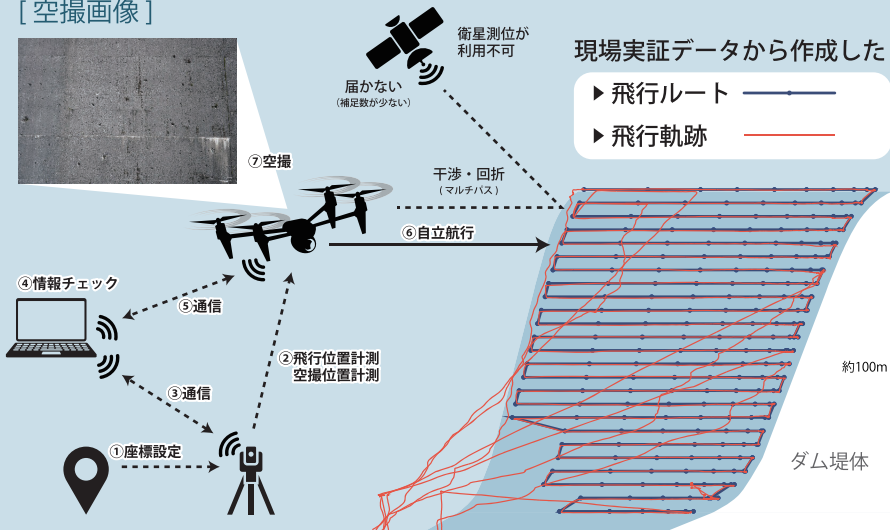 [ 空撮画像 ]
衛星測位が
利用不可
届かない
（補足数が少ない）
現場実証データから作成した
▶飛行ルート
▶飛行軌跡
⑦空撮
干渉・回折
（マルチパス）
⑥自立航行
④情報チェック
⑤通信
②飛行位置計測
空撮位置計測
③通信
①座標設定
約100m
ダム堤体